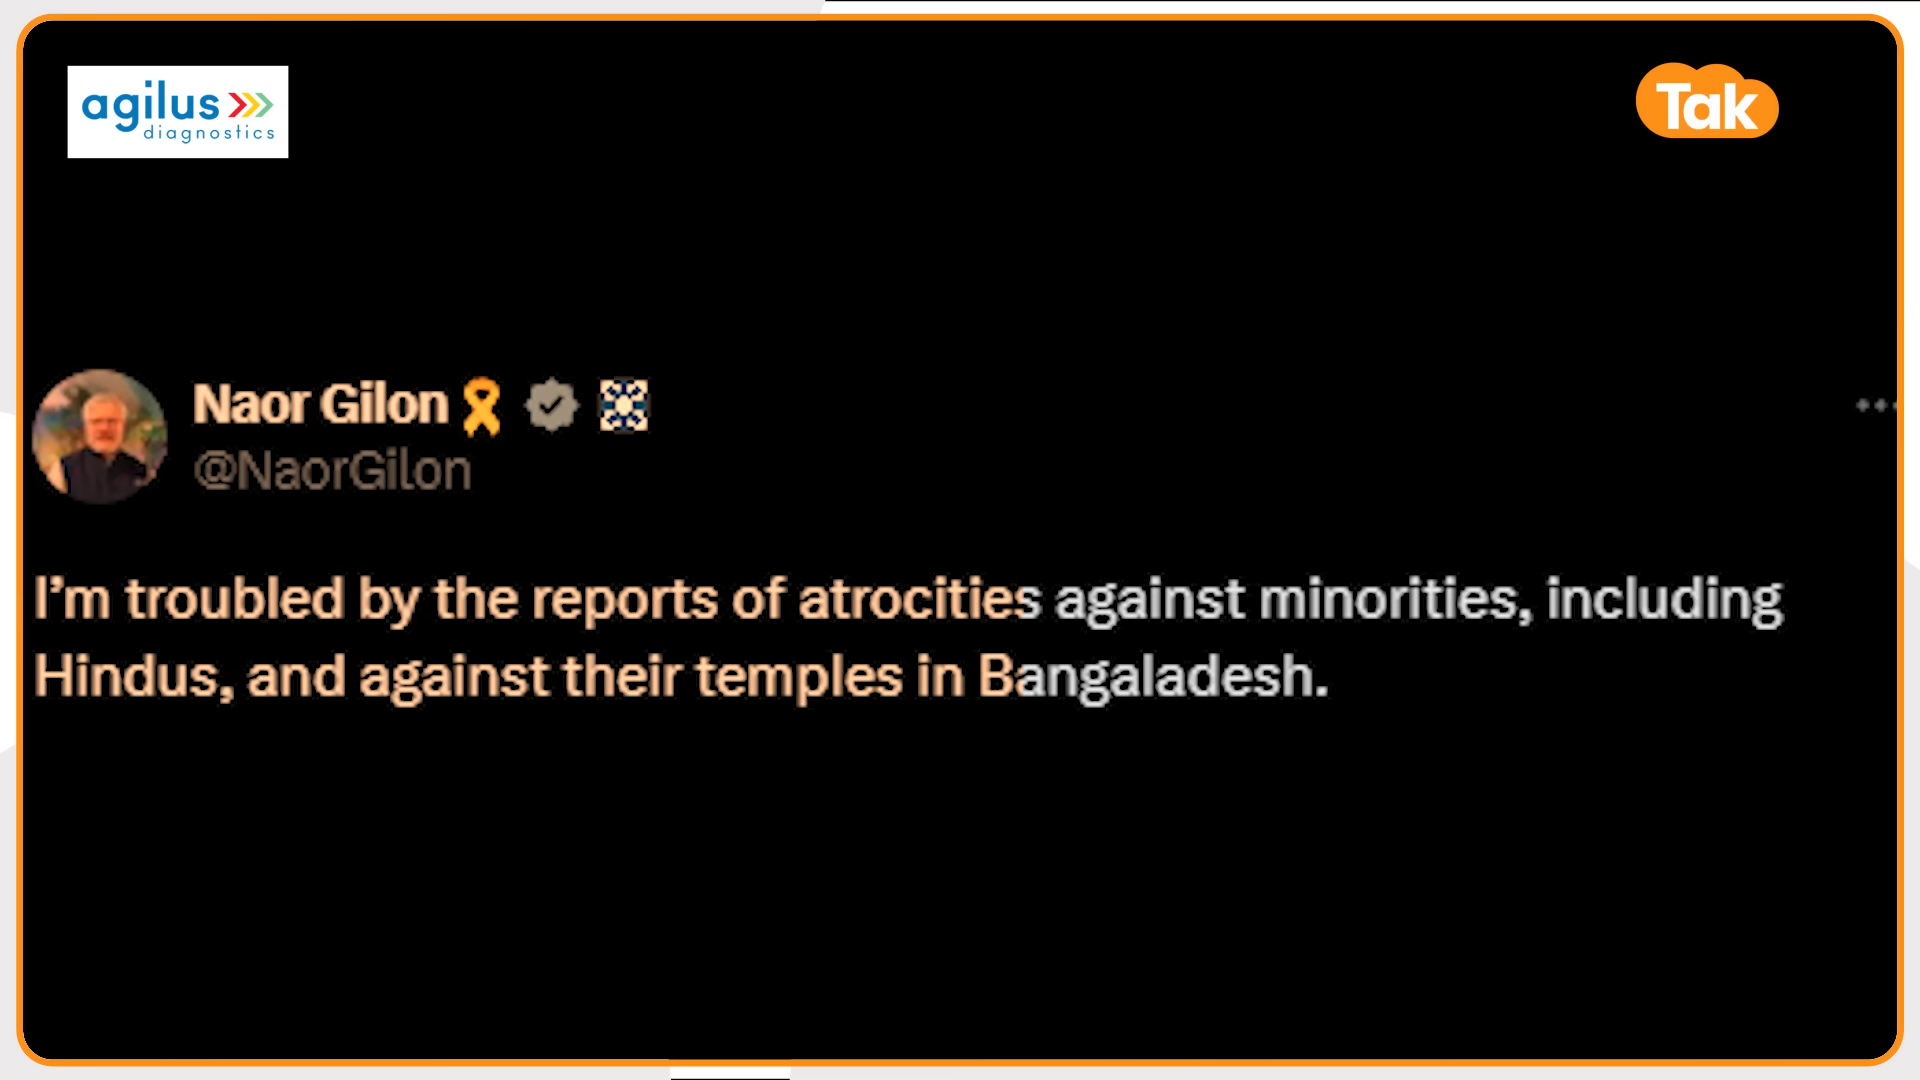 agilus
diagnostics
Tak
Naor Gilon
@NaorGilon
I’m troubled by the reports of atrocities against minorities, including
Hindus, and against their temples in Bangaladesh.